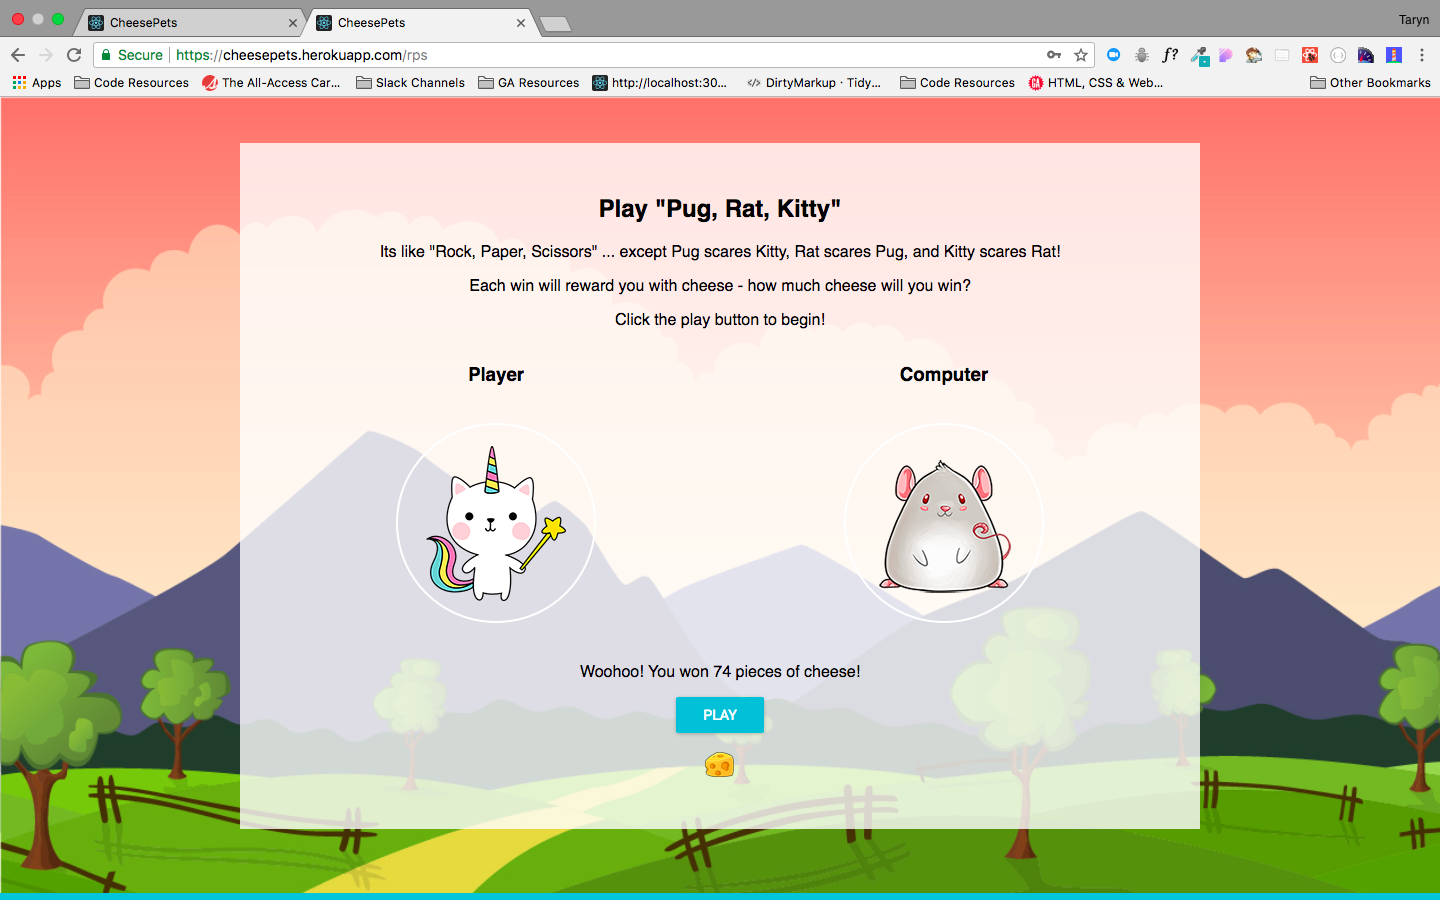 CheesePets
CheesePets
Taryn
Secure
https://cheesepets.herokuapp.com/rps
f?
Apps
Code Resources
The All-Access Car...
Slack Channels
GA Resources
http://localhost:30...
DirtyMarkup · Tidy...
Code Resources
GA
HTML, CSS & Web...
Other Bookmarks
Play "Pug, Rat, Kitty"
Its like "Rock, Paper, Scissors" ... except Pug scares Kitty, Rat scares Pug, and Kitty scares Rat!
Each win will reward you with cheese - how much cheese will you win?
Click the play button to begin!
Player
Computer
Woohoo! You won 74 pieces of cheese!
PLAY